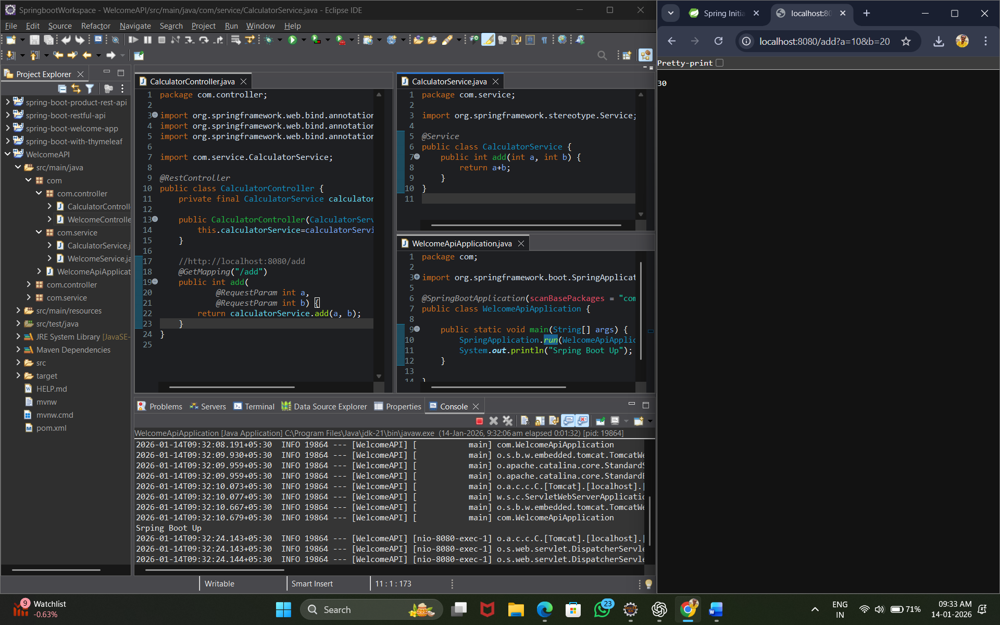 SpringbootWorkspace - WelcomeAPI/src/main/java/com/service/CalculatorService.java - Eclipse IDE
File Edit Source Refactor Navigate Search Project Run Window Help
Project Explorer
spring-boot-product-rest-api
spring-boot-restful-api
spring-boot-welcome-app
spring-boot-with-thymeleaf
WelcomeAPI
src/main/java
com
com.controller
CalculatorControll
WelcomeControlle
com.service
CalculatorService.j
WelcomeService.ja
WelcomeApiApplicat
com.controller
com.service
src/main/resources
src/test/java
JRE System Library [JavaSE-
Maven Dependencies
src
target
HELP.md
mvnw
mvnw.cmd
pom.xml
CalculatorController.java
1 package com.controller;
2
3 import org.springframework.web.bind.annotation
4 import org.springframework.web.bind.annotation
5 import org.springframework.web.bind.annotation
6
7 import com.service.CalculatorService;
8
9 @RestController
10 public class CalculatorController {
11 private final CalculatorService calculator
12
13 public CalculatorController(CalculatorServ
14 this.calculatorService=calculatorServi
15 }
16
17 //http://localhost:8080/add
18 @GetMapping("/add")
19 public int add(
20 @RequestParam int a,
21 @RequestParam int b) {
22 return calculatorService.add(a, b);
23 }
24 }
25
CalculatorService.java
1 package com.service;
2
3 import org.springframework.stereotype.Service;
4
5 @Service
6 public class CalculatorService {
7 public int add(int a, int b) {
8 return a+b;
9 }
10 }
11
WelcomeApiApplication.java
1 package com;
2
3 import org.springframework.boot.SpringApplicat
5
6 @SpringBootApplication(scanBasePackages = "com
7 public class WelcomeApiApplication {
8
9 public static void main(String[] args) {
10 SpringApplication.run(WelcomeApiApplic
11 System.out.println("Srping Boot Up");
12 }
13
14 }
Problems Servers Terminal Data Source Explorer Properties Console
WelcomeApiApplication [Java Application] C:\Program Files\Java\jdk-21\bin\javaw.exe (14-Jan-2026, 9:32:06 am elapsed 0:01:32) [pid: 19864]
2026-01-14T09:32:08.191+05:30 INFO 19864 --- [WelcomeAPI] [ main] com.WelcomeApiApplication
2026-01-14T09:32:09.930+05:30 INFO 19864 --- [WelcomeAPI] [ main] o.s.b.w.embedded.tomcat.TomcatWe
2026-01-14T09:32:09.959+05:30 INFO 19864 --- [WelcomeAPI] [ main] o.apache.catalina.core.StandardS
2026-01-14T09:32:09.959+05:30 INFO 19864 --- [WelcomeAPI] [ main] o.apache.catalina.core.StandardE
2026-01-14T09:32:10.073+05:30 INFO 19864 --- [WelcomeAPI] [ main] o.a.c.c.C.[Tomcat].[localhost].[
2026-01-14T09:32:10.077+05:30 INFO 19864 --- [WelcomeAPI] [ main] w.s.c.ServletWebServerApplicatio
2026-01-14T09:32:10.667+05:30 INFO 19864 --- [WelcomeAPI] [ main] o.s.b.w.embedded.tomcat.TomcatWe
2026-01-14T09:32:10.679+05:30 INFO 19864 --- [WelcomeAPI] [ main] com.WelcomeApiApplication
Srping Boot Up
2026-01-14T09:32:24.143+05:30 INFO 19864 --- [WelcomeAPI] [nio-8080-exec-1] o.a.c.c.C.[Tomcat].[localhost].[
2026-01-14T09:32:24.143+05:30 INFO 19864 --- [WelcomeAPI] [nio-8080-exec-1] o.s.web.servlet.DispatcherServle
2026-01-14T09:32:24.144+05:30 INFO 19864 --- [WelcomeAPI] [nio-8080-exec-1] o.s.web.servlet.DispatcherServle
Writable Smart Insert 11 : 1 : 173
Spring Initia localhost:80
localhost:8080/add?a=10&b=20
Pretty-print
30
9 Watchlist
-0.63%
Search
23
ENG
IN
71%
09:33 AM
14-01-2026